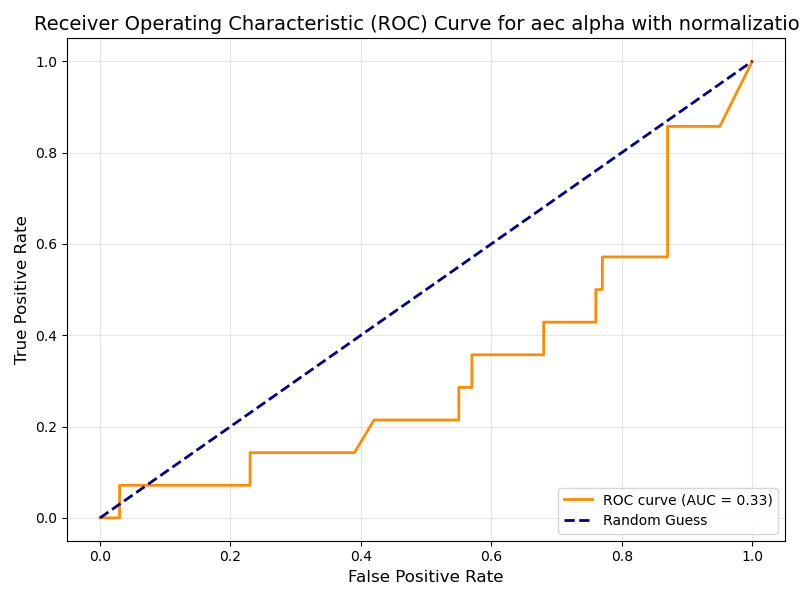 Receiver Operating Characteristic (ROC) Curve for aec alpha with normalizatio
True Positive Rate
1.0
0.8
0.6
0.4
0.2
0.0
0.0 0.2 0.4 0.6 0.8 1.0
False Positive Rate
ROC curve (AUC = 0.33)
Random Guess